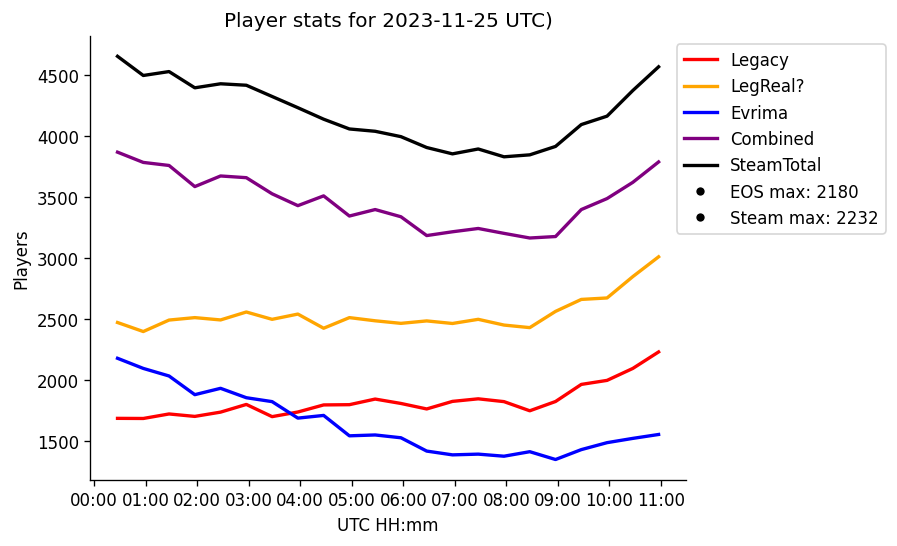 Player stats for 2023-11-25 UTC)
Players
4500
4000
3500
3000
2500
2000
1500
00:00 01:00 02:00 03:00 04:00 05:00 06:00 07:00 08:00 09:00 10:00 11:00
UTC HH:mm
Legacy
LegReal?
Evrima
Combined
SteamTotal
EOS max: 2180
Steam max: 2232